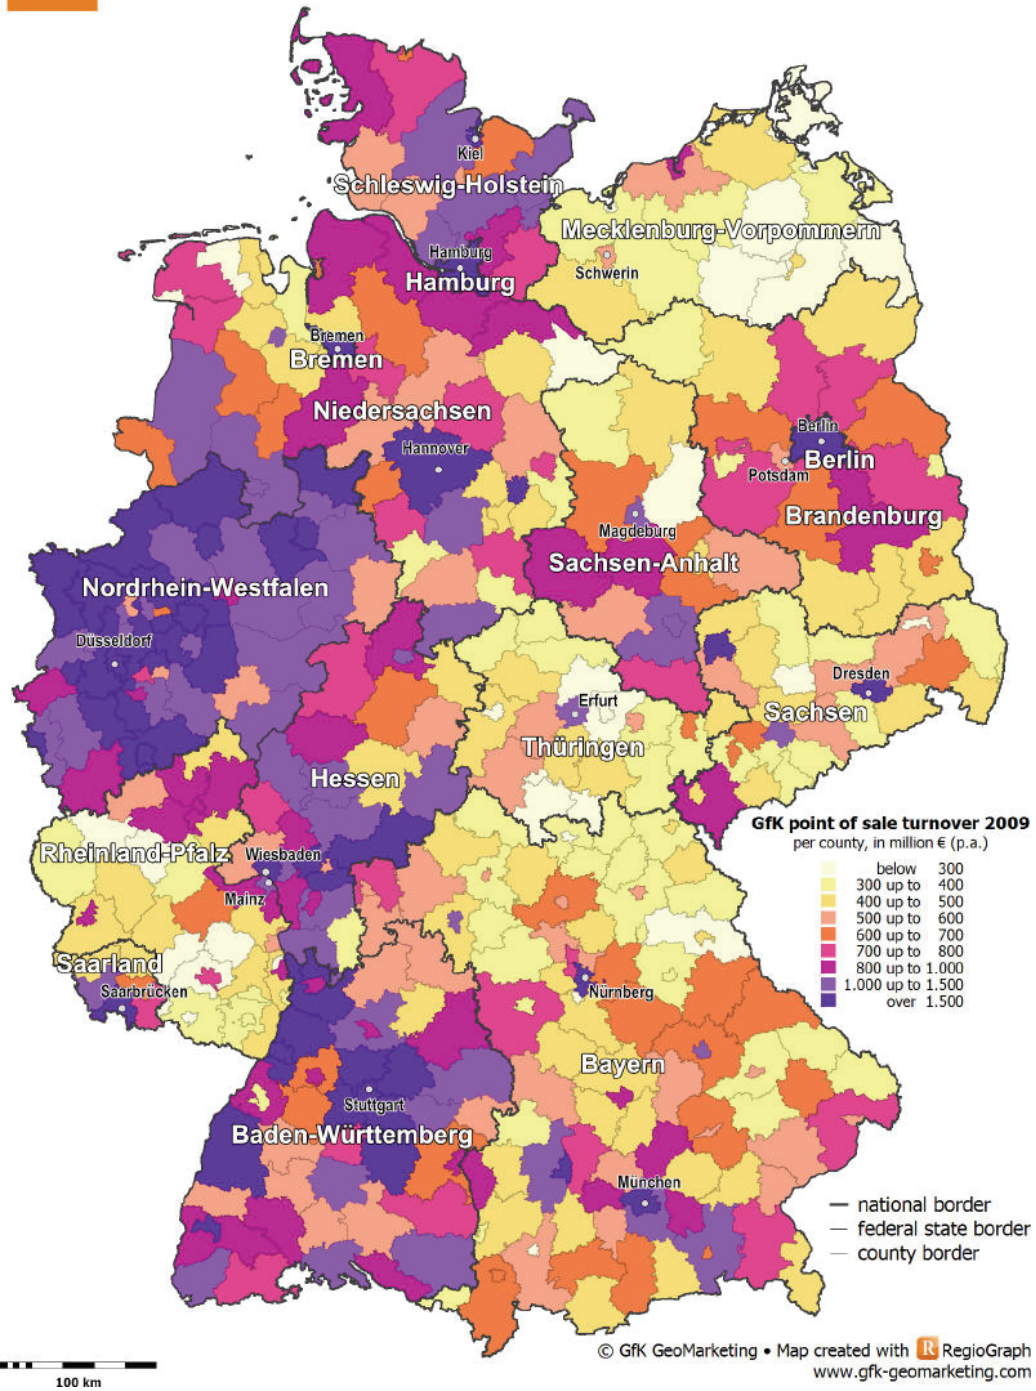 Kiel
Schleswig-Holstein
Mecklenburg-Vorpommern
Hamburg
Schwerin
Hamburg
Bremen
Bremen
Niedersachsen
Berlin
Hannover
Berlin
Potsdam
Brandenburg
Magdeburg
Sachsen-Anhalt
Nordrhein-Westfalen
Düsseldorf
Dresden
Erfurt
Sachsen
Thüringen
Hessen
GfK point of sale turnover 2009
per county, in million € (p.a.)
below 300
300 up to 400
400 up to 500
500 up to 600
600 up to 700
700 up to 800
800 up to 1.000
1.000 up to 1.500
over 1.500
Rheinland-Pfalz
Wiesbaden
Mainz
Saarland
Saarbrücken
Nürnberg
Bayern
Stuttgart
Baden-Württemberg
München
national border
federal state border
county border
© GfK GeoMarketing • Map created with R RegioGraph
www.gfk-geomarketing.com
100 km